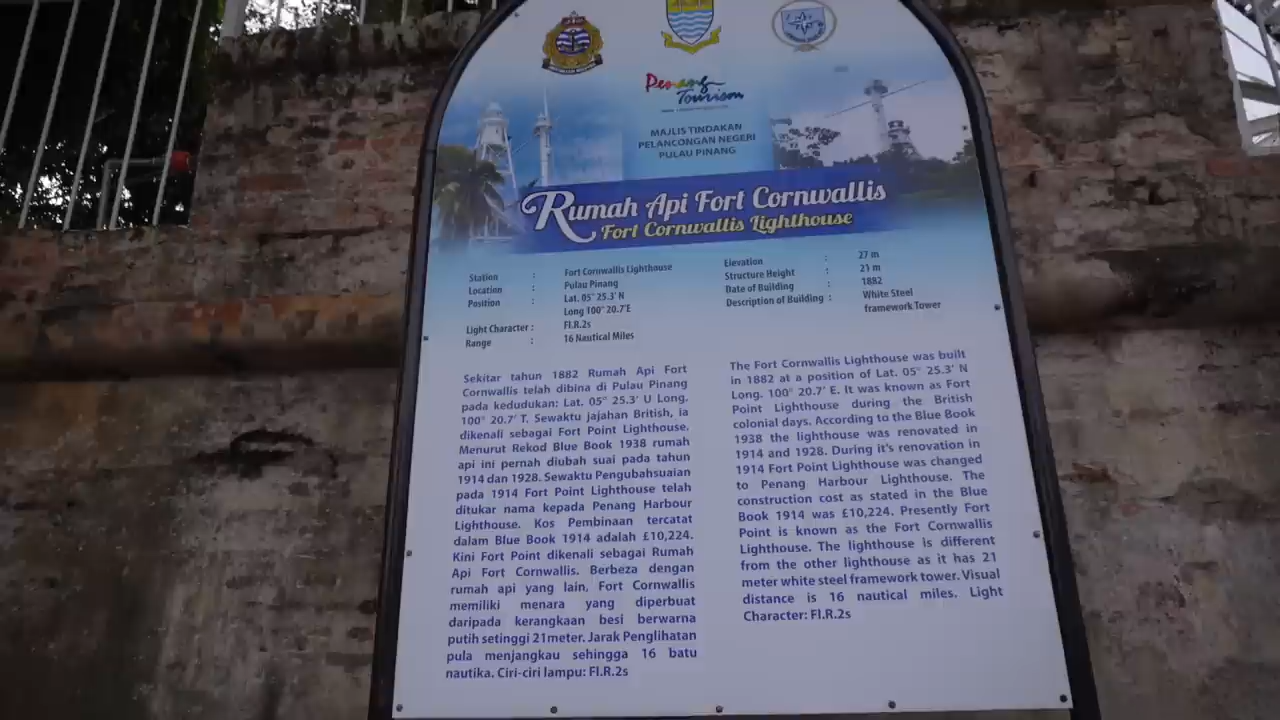 Penang
Tourism
MAJLIS TINDAKAN
PELANCONGAN NEGERI
PULAU PINANG
Rumah Api Fort Cornwallis
Fort Cornwallis Lighthouse
Station : Fort Cornwallis Lighthouse
Location : Pulau Pinang
Position : Lat. 05° 25.3' N
Long 100° 20.7'E
Light Character : Fl.R.2s
Range : 16 Nautical Miles
Elevation : 27 m
Structure Height : 21 m
Date of Building : 1882
Description of Building : White Steel
framework Tower
Sekitar tahun 1882 Rumah Api Fort
Cornwallis telah dibina di Pulau Pinang
pada kedudukan: Lat. 05° 25.3' U Long.
100° 20.7' T. Sewaktu jajahan British, ia
dikenali sebagai Fort Point Lighthouse.
Menurut Rekod Blue Book 1938 rumah
api ini pernah diubah suai pada tahun
1914 dan 1928. Sewaktu Pengubahsuaian
pada 1914 Fort Point Lighthouse telah
ditukar nama kepada Penang Harbour
Lighthouse. Kos Pembinaan tercatat
dalam Blue Book 1914 adalah £10,224.
Kini Fort Point dikenali sebagai Rumah
Api Fort Cornwallis. Berbeza dengan
rumah api yang lain, Fort Cornwallis
memiliki menara yang diperbuat
daripada kerangkaan besi berwarna
putih setinggi 21meter. Jarak Penglihatan
pula menjangkau sehingga 16 batu
nautika. Ciri-ciri lampu: Fl.R.2s
The Fort Cornwallis Lighthouse was built
in 1882 at a position of Lat. 05° 25.3' N
Long. 100° 20.7' E. It was known as Fort
Point Lighthouse during the British
colonial days. According to the Blue Book
1938 the lighthouse was renovated in
1914 and 1928. During it's renovation in
1914 Fort Point Lighthouse was changed
to Penang Harbour Lighthouse. The
construction cost as stated in the Blue
Book 1914 was £10,224. Presently Fort
Point is known as the Fort Cornwallis
Lighthouse. The lighthouse is different
from the other lighthouse as it has 21
meter white steel framework tower. Visual
distance is 16 nautical miles. Light
Character: Fl.R.2s